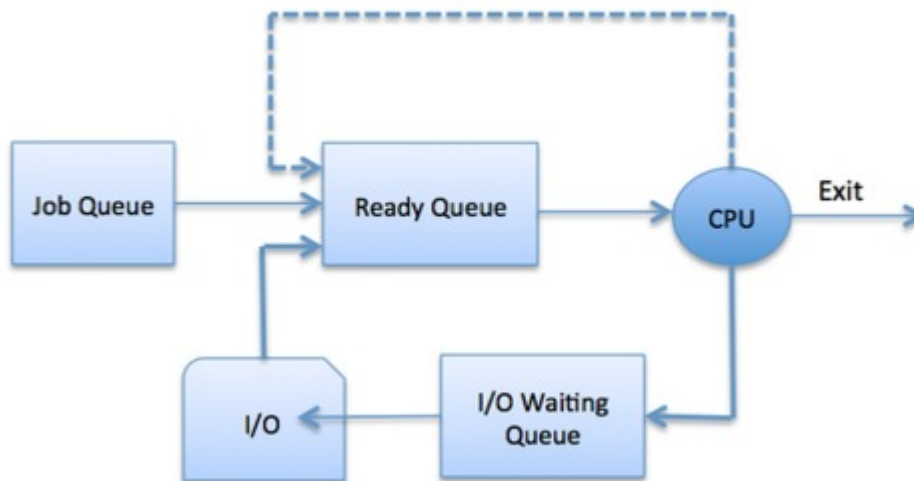 Job Queue
Ready Queue
CPU
Exit
I/O
I/O Waiting
Queue